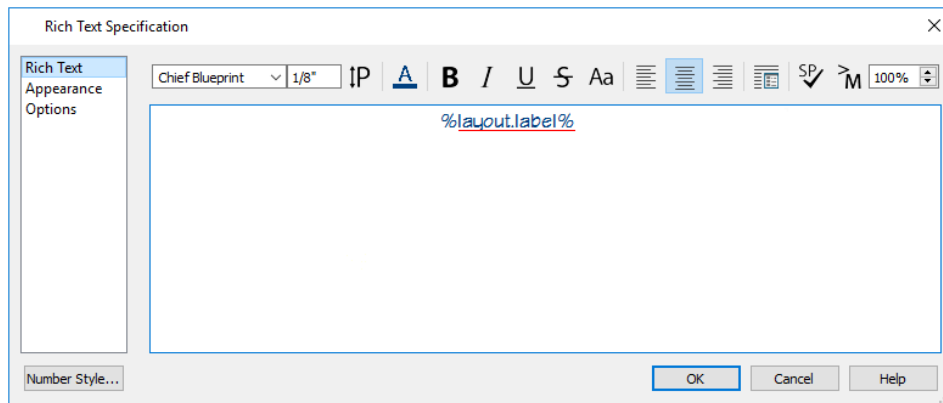 Rich Text Specification
Rich Text
Appearance
Options
Chief Blueprint 1/8" P A B I U S Aa SP M 100%
%layout.label%
Number Style... OK Cancel Help